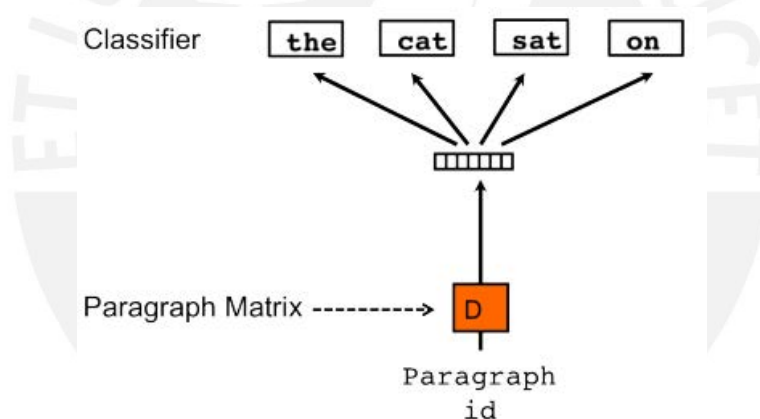 Classifier the cat sat on
Paragraph Matrix D
Paragraph
id